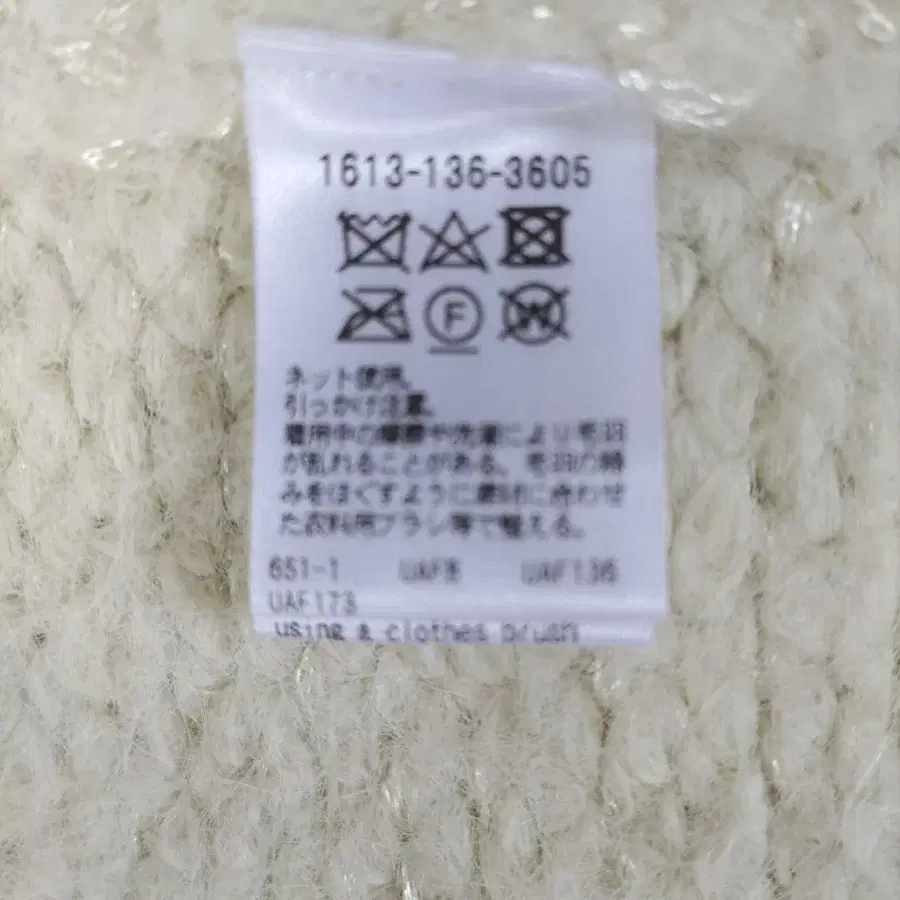 1613-136-3605
F
W
ネット使用。
引っかけ注意。
着用中の摩擦や洗濯により毛羽
が乱れることがある。毛羽の絡
みをほぐすように素材に合わせ
た衣料用ブラシ等で整える。
651-1 UAF8 UAF136
UAF173
using a clothes brush